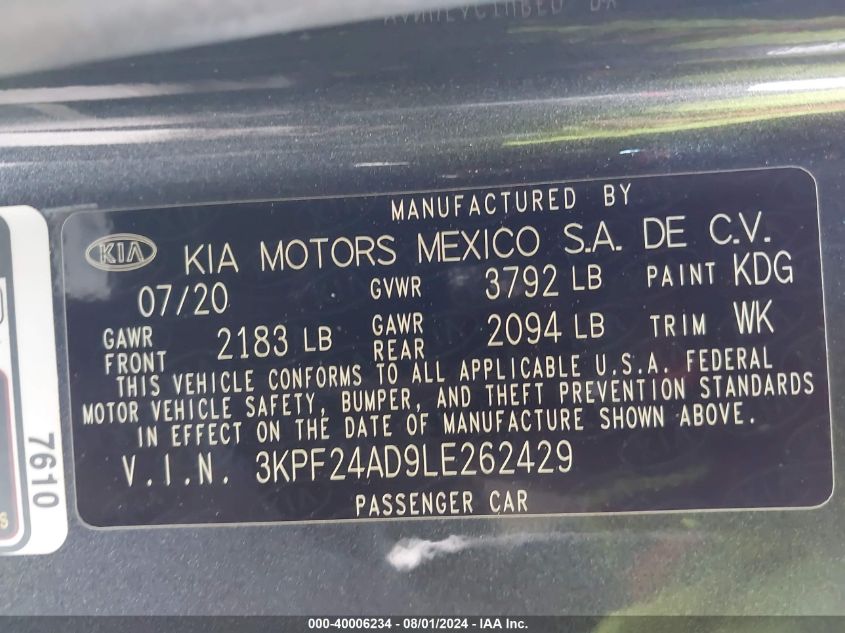 MANUFACTURED BY
KIA KIA MOTORS MEXICO S.A. DE C.V.
07/20 GVWR 3792 LB PAINT KDG
GAWR FRONT 2183 LB GAWR REAR 2094 LB TRIM WK
THIS VEHICLE CONFORMS TO ALL APPLICABLE U.S.A. FEDERAL
MOTOR VEHICLE SAFETY, BUMPER, AND THEFT PREVENTION STANDARDS
IN EFFECT ON THE DATE OF MANUFACTURE SHOWN ABOVE.
V.I.N. 3KPF24AD9LE262429
PASSENGER CAR
7610
000-40006234 - 08/01/2024 - IAA Inc.